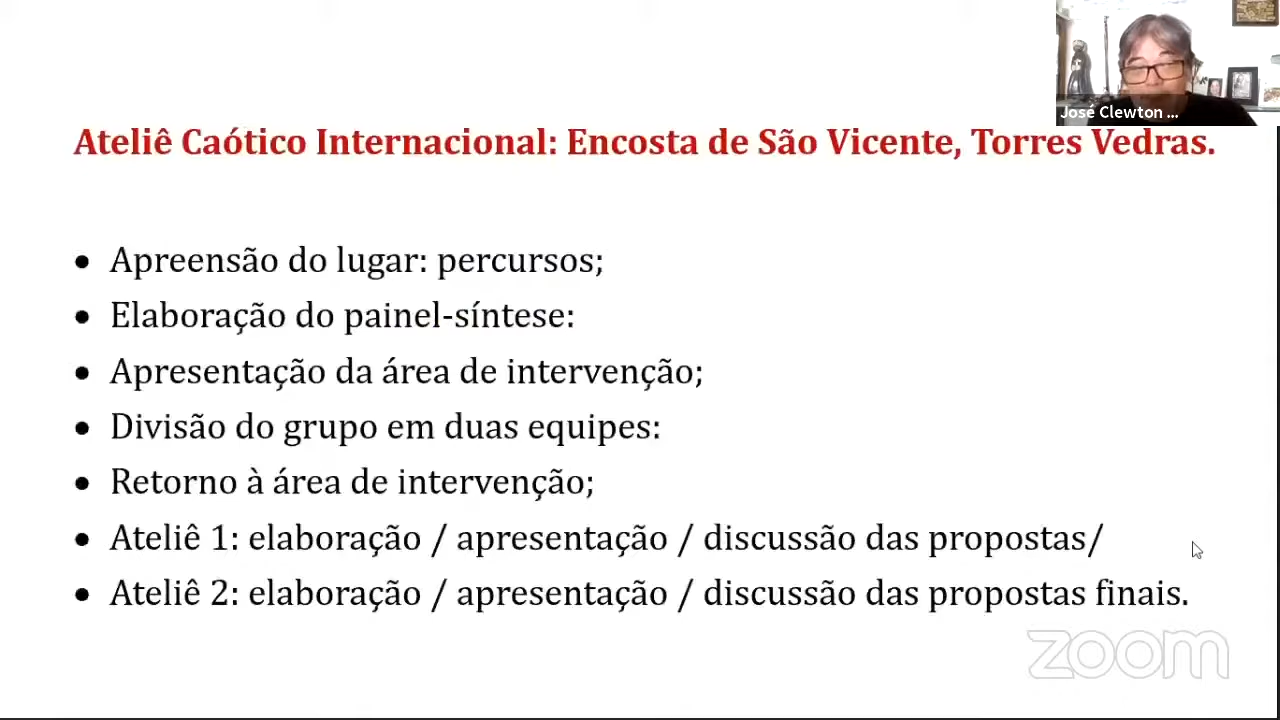 José Clewton ...
Ateliê Caótico Internacional: Encosta de São Vicente, Torres Vedras.
• Apreensão do lugar: percursos;
• Elaboração do painel-síntese:
• Apresentação da área de intervenção;
• Divisão do grupo em duas equipes:
• Retorno à área de intervenção;
• Ateliê 1: elaboração / apresentação / discussão das propostas/
• Ateliê 2: elaboração / apresentação / discussão das propostas finais.
zoom